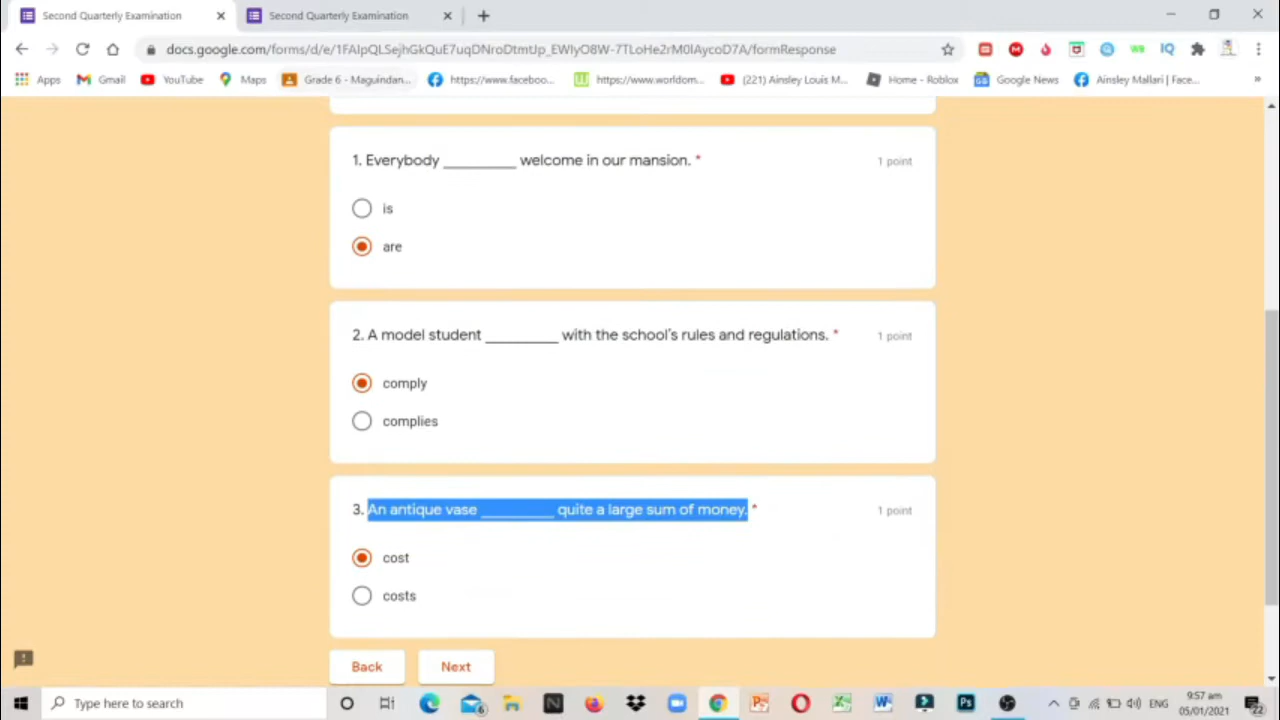 Second Quarterly Examination
Second Quarterly Examination
docs.google.com/forms/d/e/1FAIpQLSejhGkQuE7uqDNroDtmtUp_EWIyO8W-7TLoHe2rM0lAycoD7A/formResponse
Apps
Gmail
YouTube
Maps
Grade 6 - Maguindan...
https://www.faceboo...
https://www.worldom...
(221) Ainsley Louis M...
Home - Roblox
Google News
Ainsley Mallari | Face...
»
1. Everybody _________ welcome in our mansion. *
1 point
is
are
2. A model student _________ with the school's rules and regulations. *
1 point
comply
complies
3. An antique vase _________ quite a large sum of money. *
1 point
cost
costs
Back
Next
Type here to search
ENG
9:57 am
05/01/2021
22